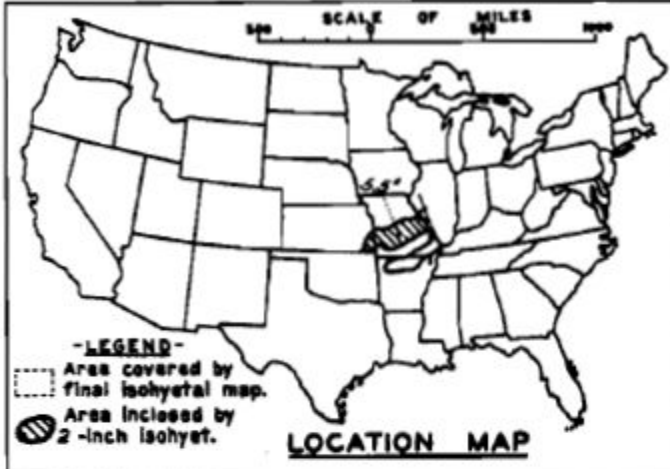 SCALE OF MILES
500 0 500 1000
5.5"
-LEGEND-
Area covered by
final isohyetal map.
Area inclosed by
2-inch isohyet.
LOCATION MAP